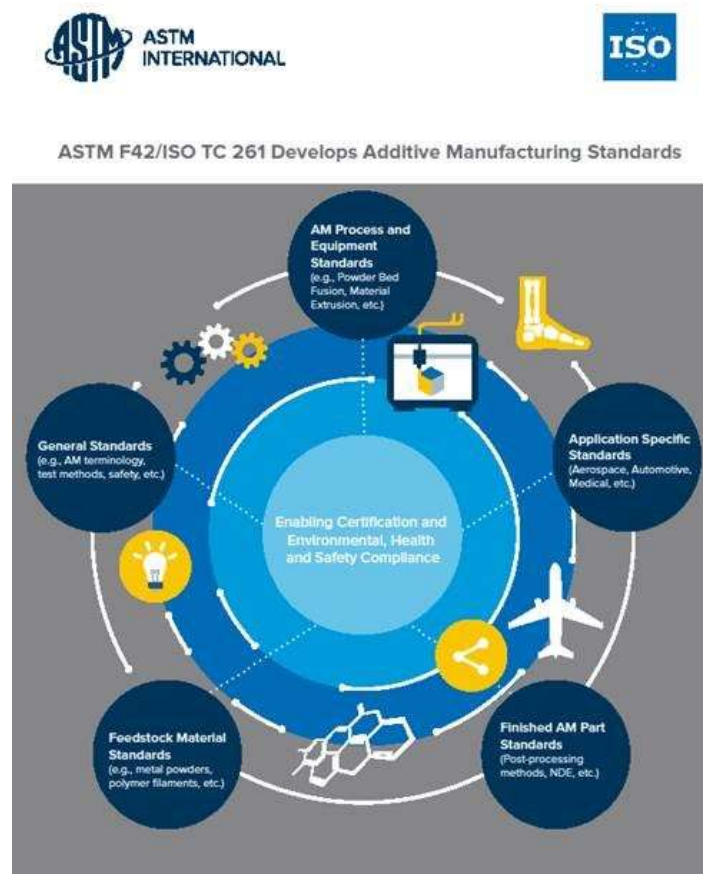 ASTM
ASTM
INTERNATIONAL
ISO
ASTM F42/ISO TC 261 Develops Additive Manufacturing Standards
AM Process and
Equipment
Standards
(e.g., Powder Bed
Fusion, Material
Extrusion, etc.)
General Standards
(e.g., AM terminology,
test methods, safety, etc.)
Application Specific
Standards
(Aerospace, Automotive,
Medical, etc.)
Enabling Certification and
Environmental, Health
and Safety Compliance
Feedstock Material
Standards
(e.g., metal powders,
polymer filaments, etc.)
Finished AM Part
Standards
(Post-processing
methods, NDE, etc.)